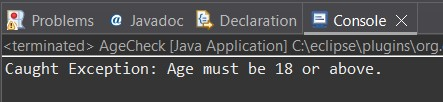 Problems @ Javadoc Declaration Console
<terminated> AgeCheck [Java Application] C:\eclipse\plugins\org.
Caught Exception: Age must be 18 or above.